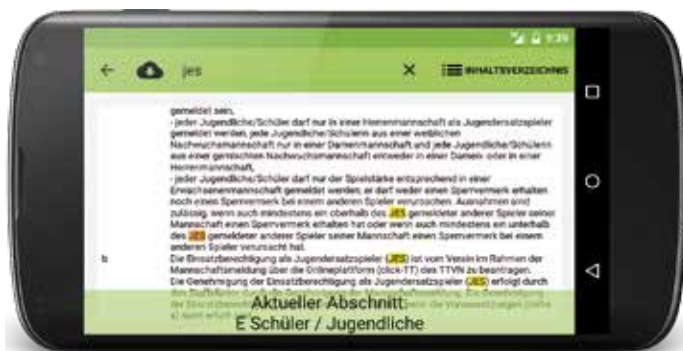 9:39
jes
INHALTSVERZEICHNIS
gemeldet sein,
- jeder Jugendliche/Schüler darf nur in einer Herrenmannschaft als Jugendersatzspieler
gemeldet werden, jede Jugendliche/Schülerin aus einer weiblichen
Nachwuchsmannschaft nur in einer Damenmannschaft und jede Jugendliche/Schülerin
aus einer gemischten Nachwuchsmannschaft entweder in einer Damen- oder in einer
Herrenmannschaft,
- jeder Jugendliche/Schüler darf nur der Spielstärke entsprechend in einer
Erwachsenenmannschaft gemeldet werden; er darf weder einen Sperrvermerk erhalten
noch einen Sperrvermerk bei einem anderen Spieler verursachen. Ausnahmen sind
zulässig, wenn auch mindestens ein oberhalb des JES gemeldeter anderer Spieler seiner
Mannschaft einen Sperrvermerk erhalten hat oder wenn auch mindestens ein unterhalb
des JES gemeldeter anderer Spieler seiner Mannschaft einen Sperrvermerk bei einem
anderen Spieler verursacht hat.
b Die Einsatzberechtigung als Jugendersatzspieler (JES) ist vom Verein im Rahmen der
Mannschaftsmeldung über die Onlineplattform (click-TT) des TTVN zu beantragen.
Die Genehmigung der Einsatzberechtigung als Jugendersatzspieler (JES) erfolgt durch
Aktueller Abschnitt:
E Schüler / Jugendliche